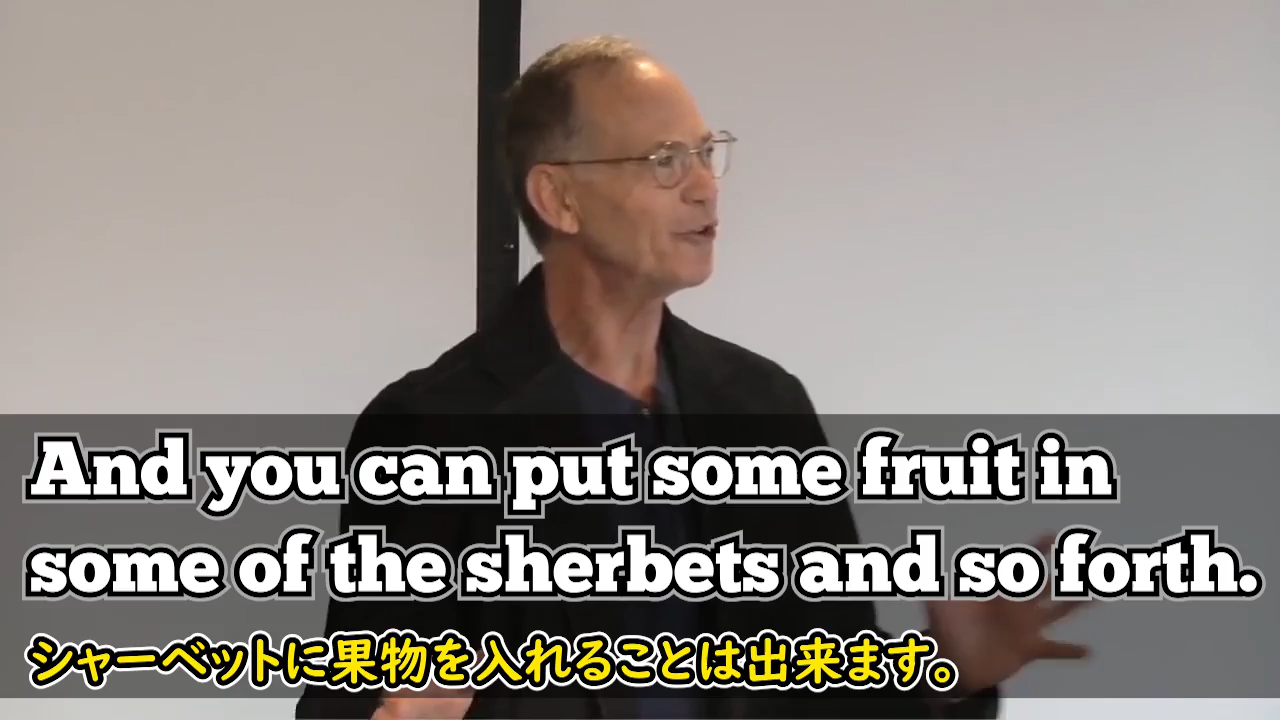 And you can put some fruit in
some of the sherbets and so forth.
シャーベットに果物を入れることは出来ます。